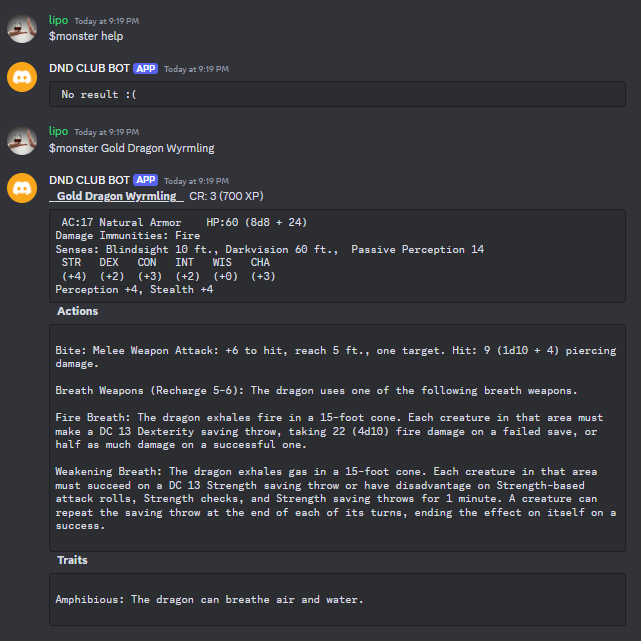 lipo Today at 9:19 PM
$monster help
DND CLUB BOT APP Today at 9:19 PM
No result :(
lipo Today at 9:19 PM
$monster Gold Dragon Wyrmling
DND CLUB BOT APP Today at 9:19 PM
_Gold Dragon Wyrmling_ CR: 3 (700 XP)
AC:17 Natural Armor HP:60 (8d8 + 24)
Damage Immunities: Fire
Senses: Blindsight 10 ft., Darkvision 60 ft., Passive Perception 14
STR DEX CON INT WIS CHA
(+4) (+2) (+3) (+2) (+0) (+3)
Perception +4, Stealth +4
Actions
Bite: Melee Weapon Attack: +6 to hit, reach 5 ft., one target. Hit: 9 (1d10 + 4) piercing
damage.
Breath Weapons (Recharge 5-6): The dragon uses one of the following breath weapons.
Fire Breath: The dragon exhales fire in a 15-foot cone. Each creature in that area must
make a DC 13 Dexterity saving throw, taking 22 (4d10) fire damage on a failed save, or
half as much damage on a successful one.
Weakening Breath: The dragon exhales gas in a 15-foot cone. Each creature in that area
must succeed on a DC 13 Strength saving throw or have disadvantage on Strength-based
attack rolls, Strength checks, and Strength saving throws for 1 minute. A creature can
repeat the saving throw at the end of each of its turns, ending the effect on itself on a
success.
Traits
Amphibious: The dragon can breathe air and water.